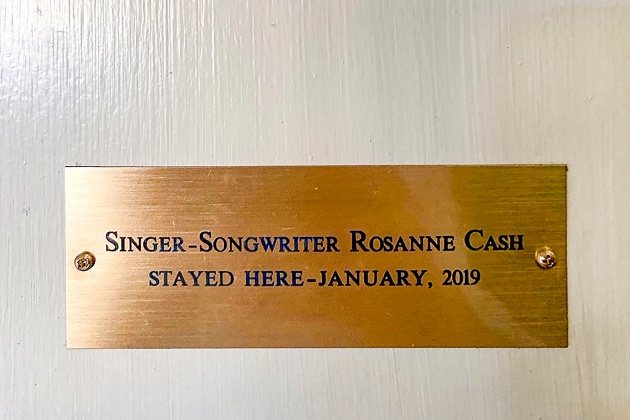 Singer-Songwriter Rosanne Cash
stayed here-January, 2019